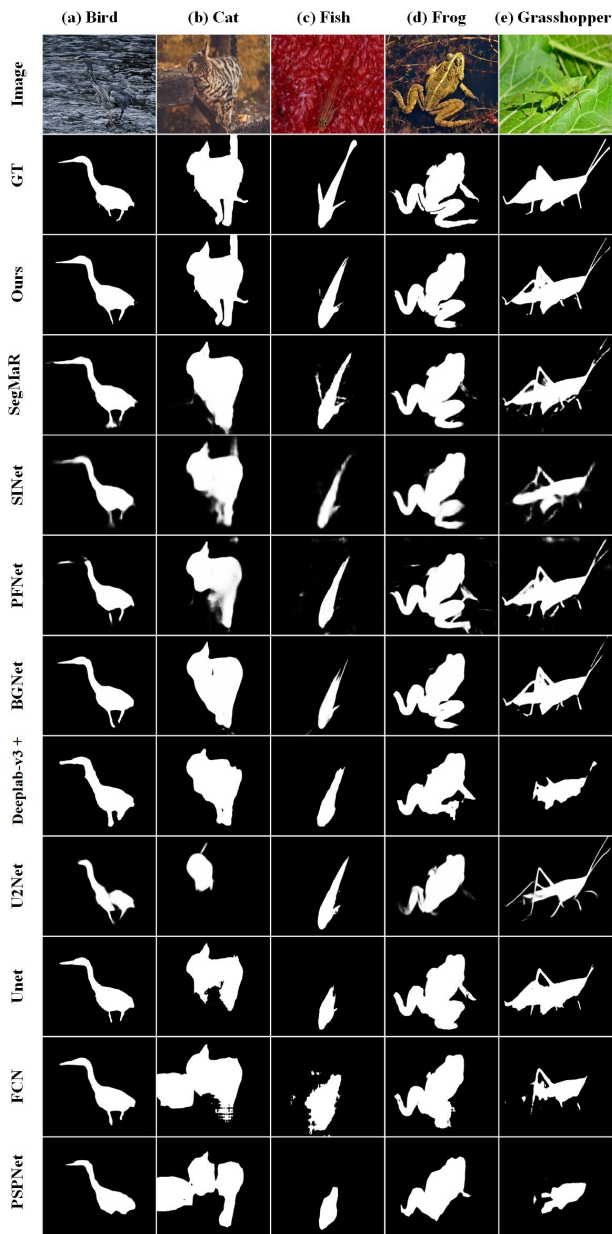 (a) Bird (b) Cat (c) Fish (d) Frog (e) Grasshopper
Image
GT
Ours
SegMaR
SINet
PFNet
BGNet
Deeplab-v3 +
U2Net
Unet
FCN
PSPNet